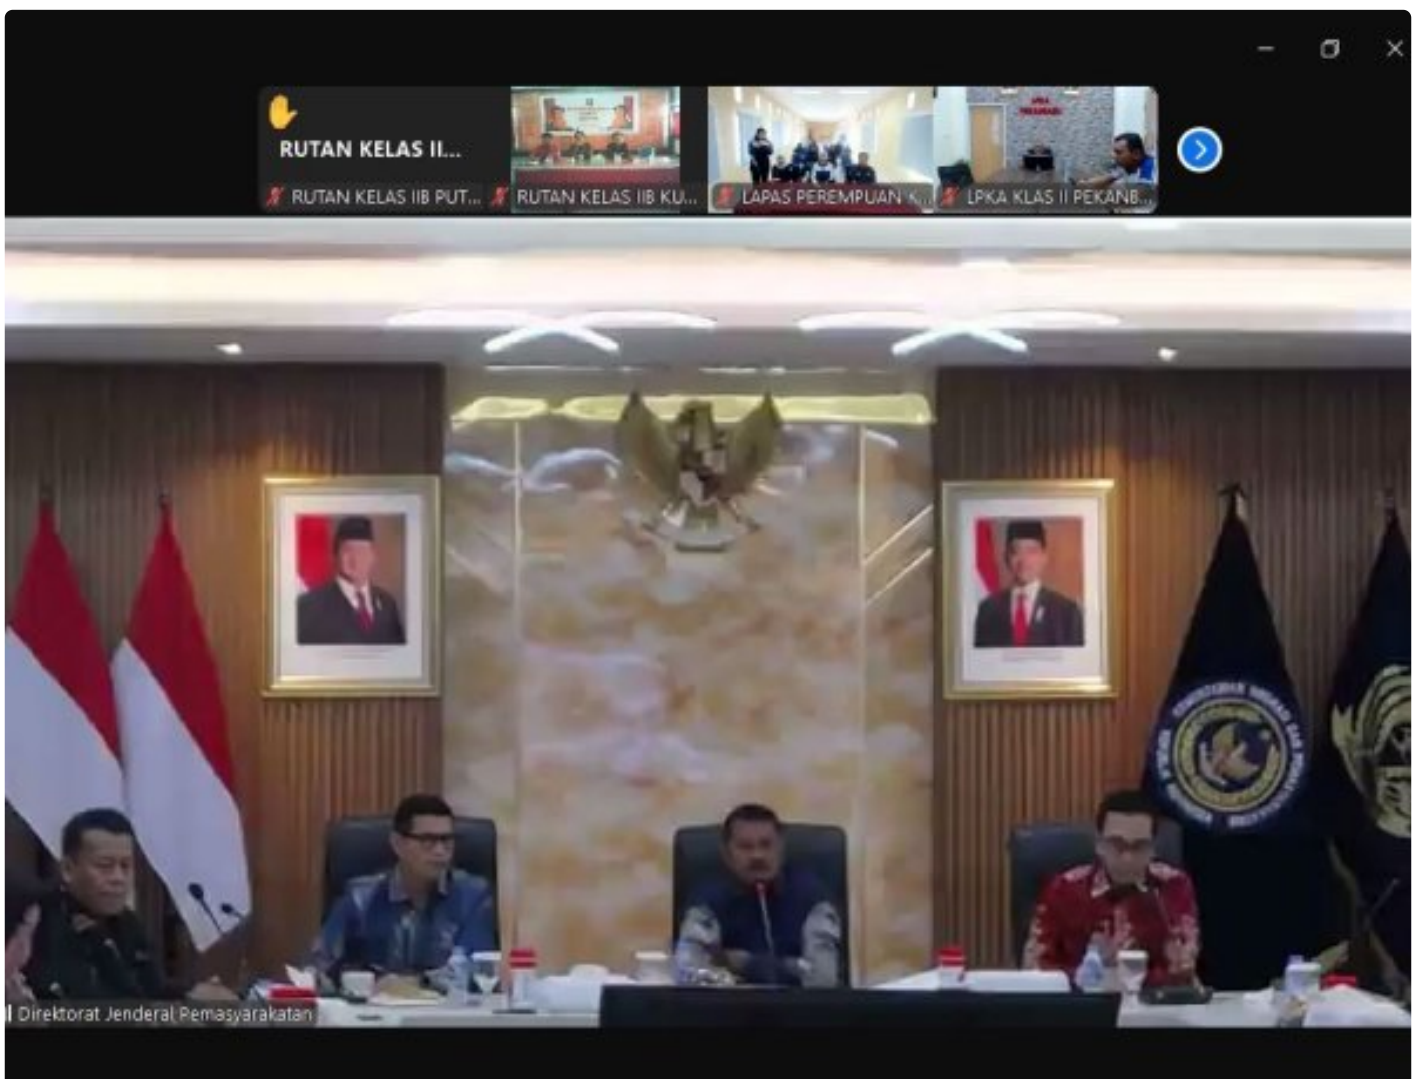 RUTAN KELAS II...
RUTAN KELAS IIB PUT...
RUTAN KELAS IIB KU...
LAPAS PEREMPUAN K...
LPKA KLAS II PEKANB...
Direktorat Jenderal Pemasyarakatan